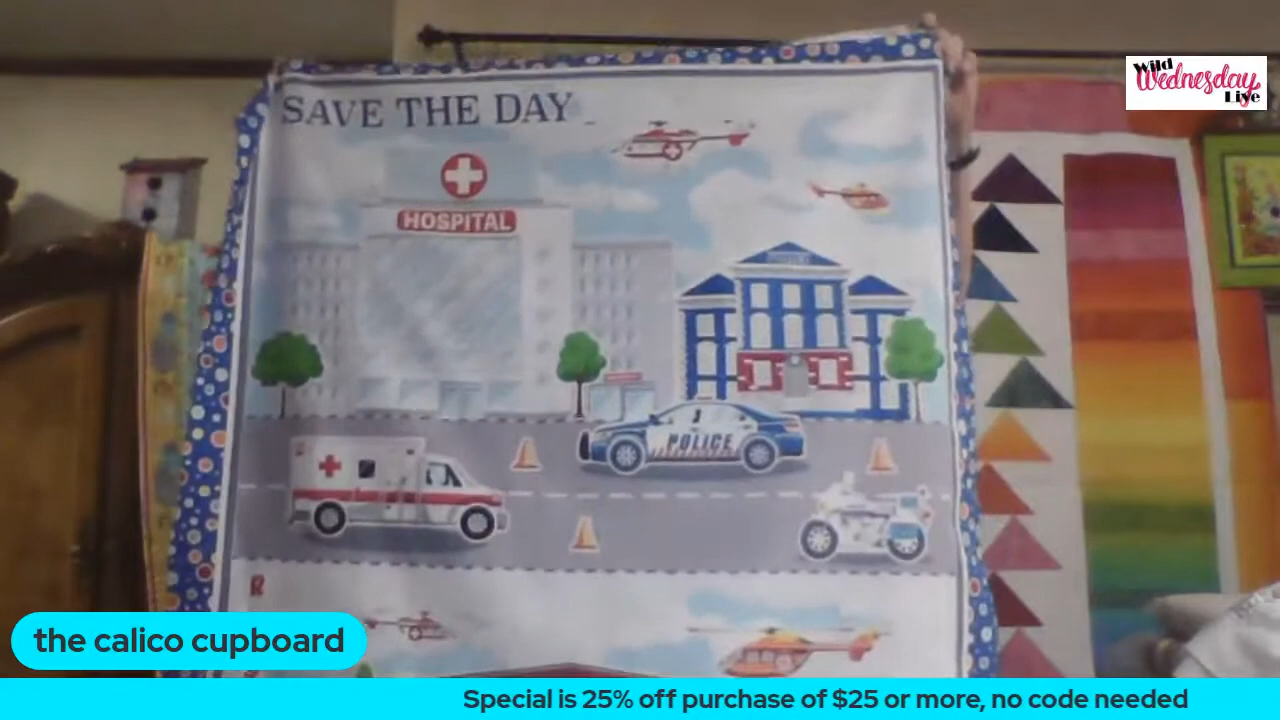 SAVE THE DAY
Wild
Wednesday
Live
HOSPITAL
POLICE
the calico cupboard
Special is 25% off purchase of $25 or more, no code needed